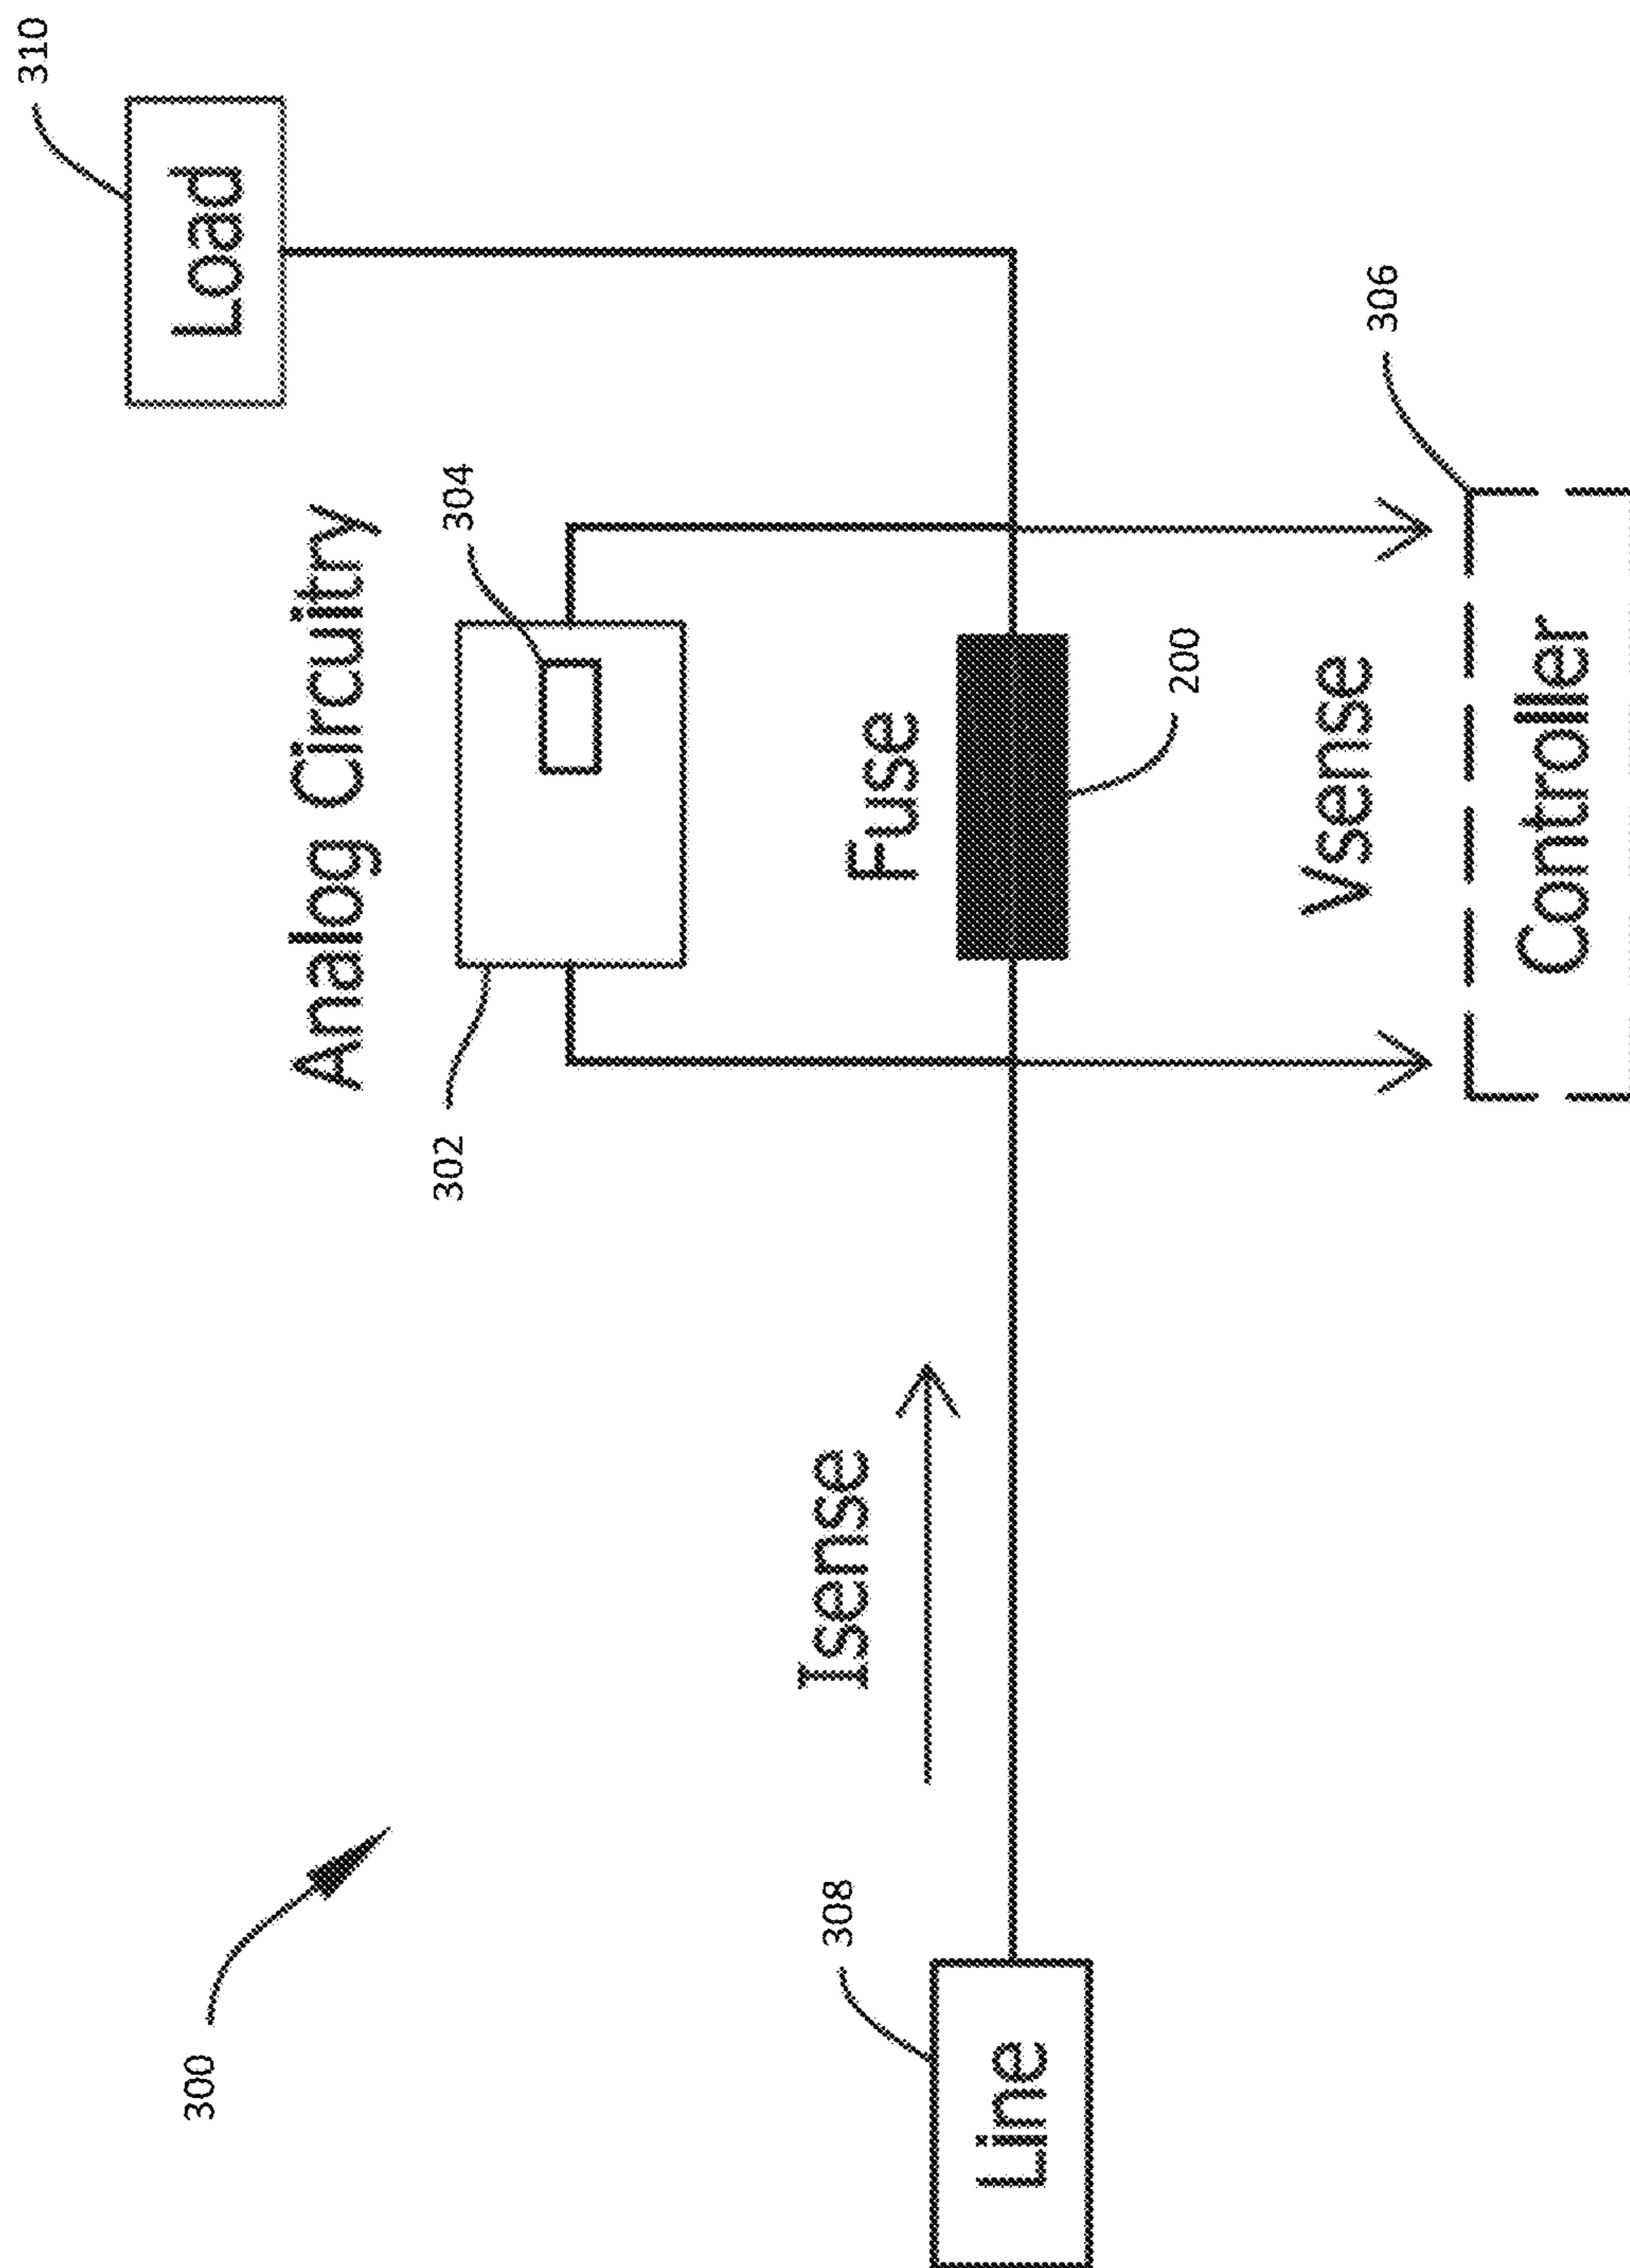 310
Load
Analog Circuitry
304
302
Fuse
200
Isense
Vsense
306
Controller
300
308
Line